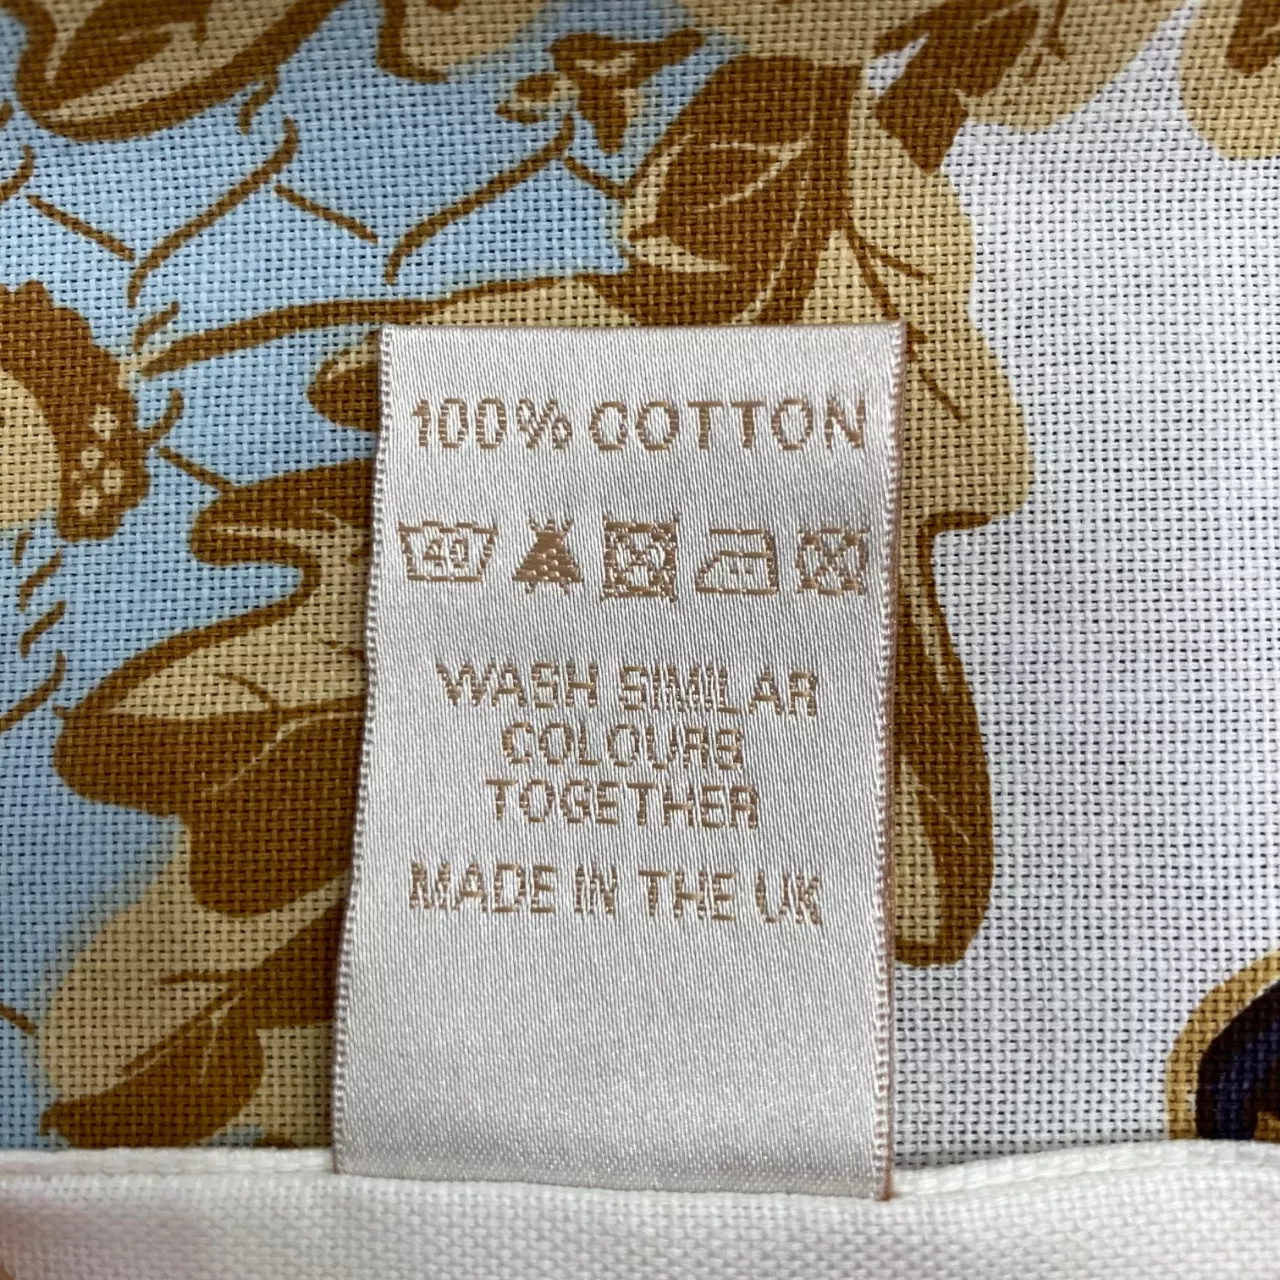 100% COTTON
40
WASH SIMILAR
COLOURS
TOGETHER
MADE IN THE UK